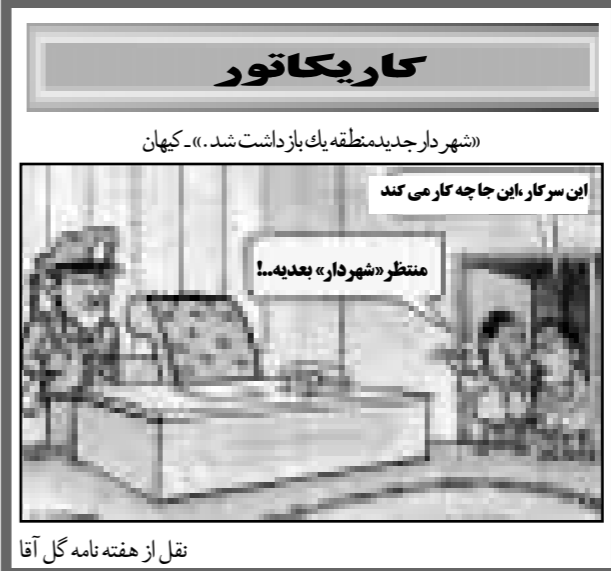 کاریکاتور
«شهردار جدید منطقه یك بازداشت شد.»ـ کیهان
این سرکار، این جا چه کار می کند
منتظر «شهردار» بعدیه..!
نقل از هفته نامه گل آقا